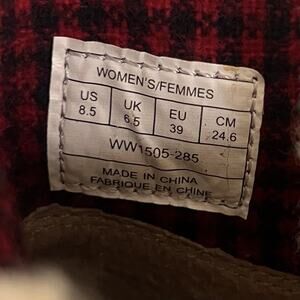 WOMEN'S/FEMMES
US UK EU CM
8.5 6.5 39 24.6
WW1505-285
MADE IN CHINA
FABRIQUE EN CHINE